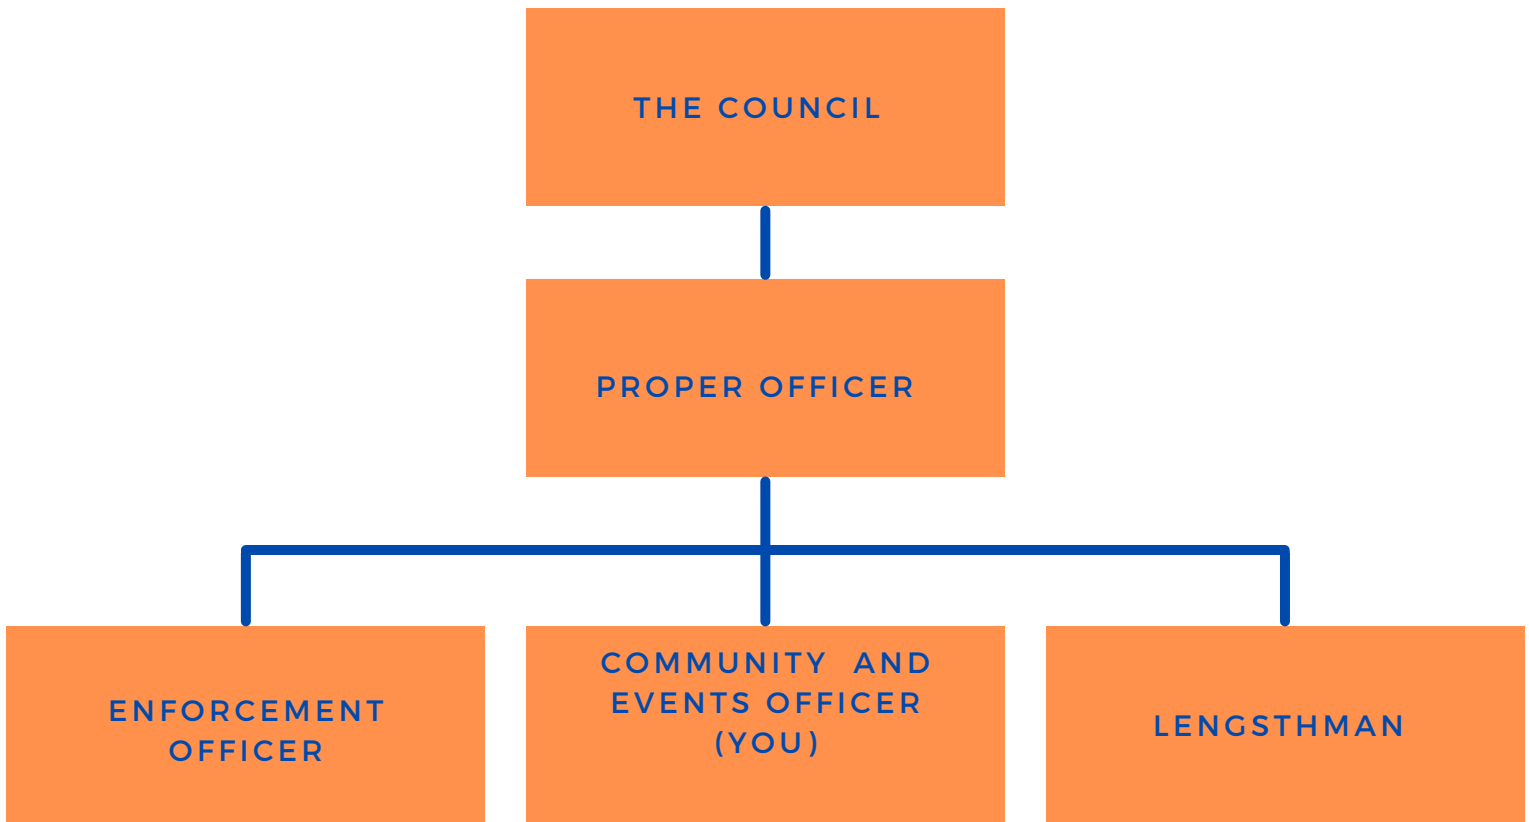 THE COUNCIL
PROPER OFFICER
ENFORCEMENT
OFFICER
COMMUNITY AND
EVENTS OFFICER
(YOU)
LENGSTHMAN